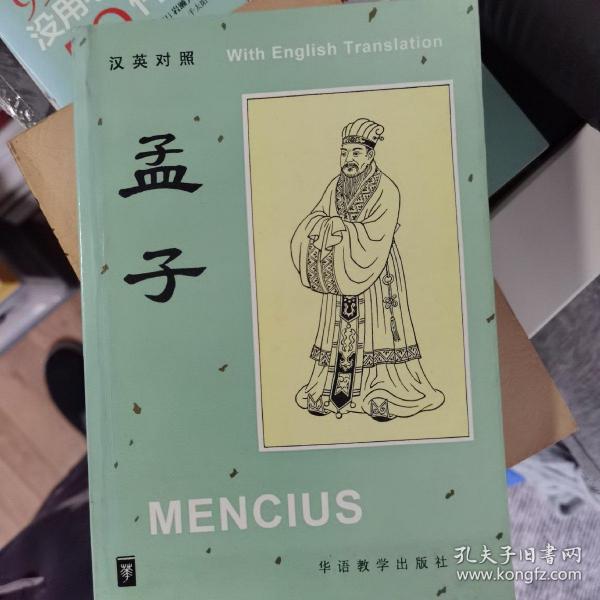 没用
汉英对照 With English Translation
孟子
MENCIUS
华语教学出版社
孔夫子旧书网
www.kongfz.com